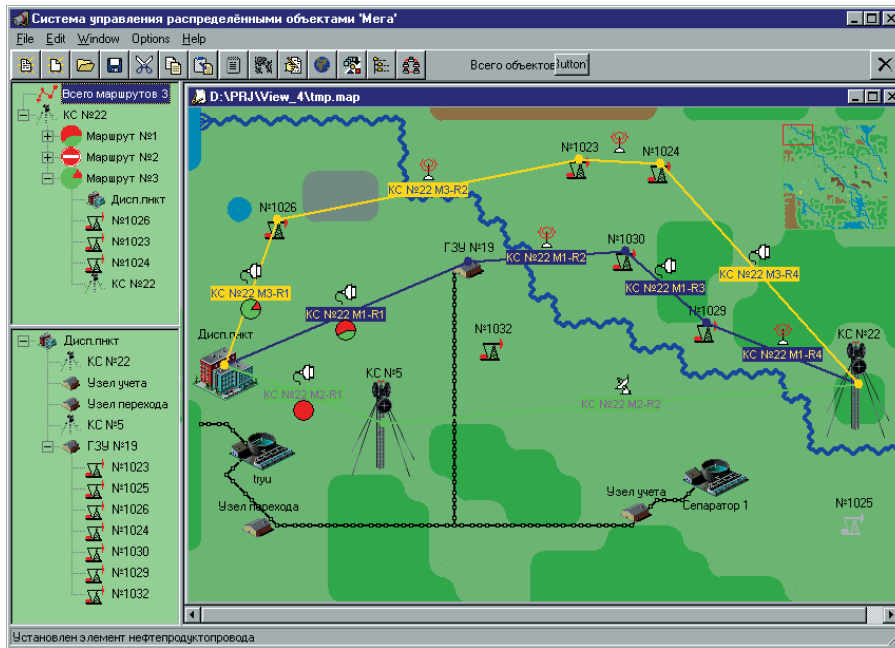 Система управления распределёнными объектами 'Мега'
File Edit Window Options Help
Всего объектов
Button
Всего маршрутов 3
КС №22
Маршрут №1
Маршрут №2
Маршрут №3
Дисп.пнкт
№1026
№1023
№1024
КС №22
Дисп.пнкт
КС №22
Узел учета
Узел перехода
КС №5
ГЗУ №19
№1023
№1025
№1026
№1024
№1030
№1029
№1032
D:\PRJ\View_4\tmp.map
№1023
№1024
КС №22 М3-R2
№1026
ГЗУ №19
№1030
КС №22 М1-R2
КС №22 М3-R4
КС №22 М3-R1
КС №22 М1-R1
КС №22 М1-R3
№1029
№1032
Дисп.пнкт
КС №22
КС №22 М1-R4
КС №5
КС №22 М2-R1
КС №22 М2-R2
tryu
Узел перехода
Узел учета
Сепаратор 1
№1025
Установлен элемент нефтепродуктопровода